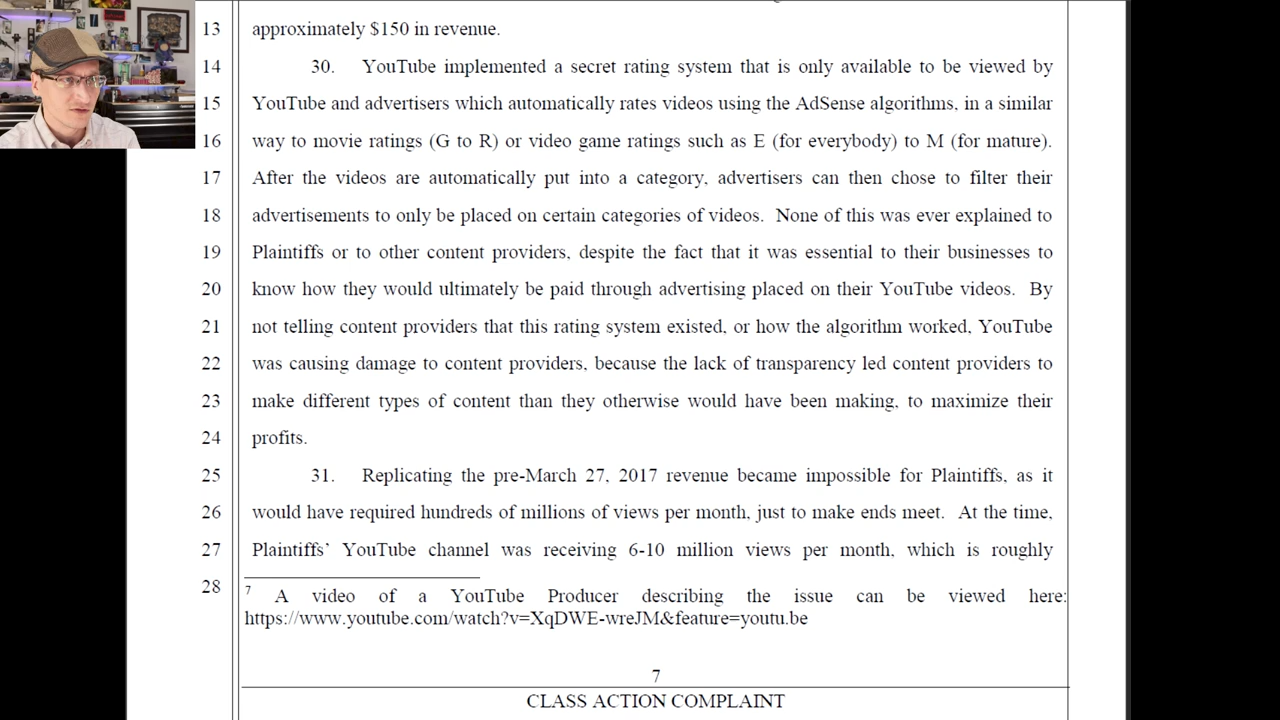 13 approximately $150 in revenue.
14 30. YouTube implemented a secret rating system that is only available to be viewed by
15 YouTube and advertisers which automatically rates videos using the AdSense algorithms, in a similar
16 way to movie ratings (G to R) or video game ratings such as E (for everybody) to M (for mature).
17 After the videos are automatically put into a category, advertisers can then chose to filter their
18 advertisements to only be placed on certain categories of videos. None of this was ever explained to
19 Plaintiffs or to other content providers, despite the fact that it was essential to their businesses to
20 know how they would ultimately be paid through advertising placed on their YouTube videos. By
21 not telling content providers that this rating system existed, or how the algorithm worked, YouTube
22 was causing damage to content providers, because the lack of transparency led content providers to
23 make different types of content than they otherwise would have been making, to maximize their
24 profits.
25 31. Replicating the pre-March 27, 2017 revenue became impossible for Plaintiffs, as it
26 would have required hundreds of millions of views per month, just to make ends meet. At the time,
27 Plaintiffs' YouTube channel was receiving 6-10 million views per month, which is roughly
28
7 A video of a YouTube Producer describing the issue can be viewed here:
https://www.youtube.com/watch?v=XqDWE-wreJM&feature=youtu.be
7
CLASS ACTION COMPLAINT